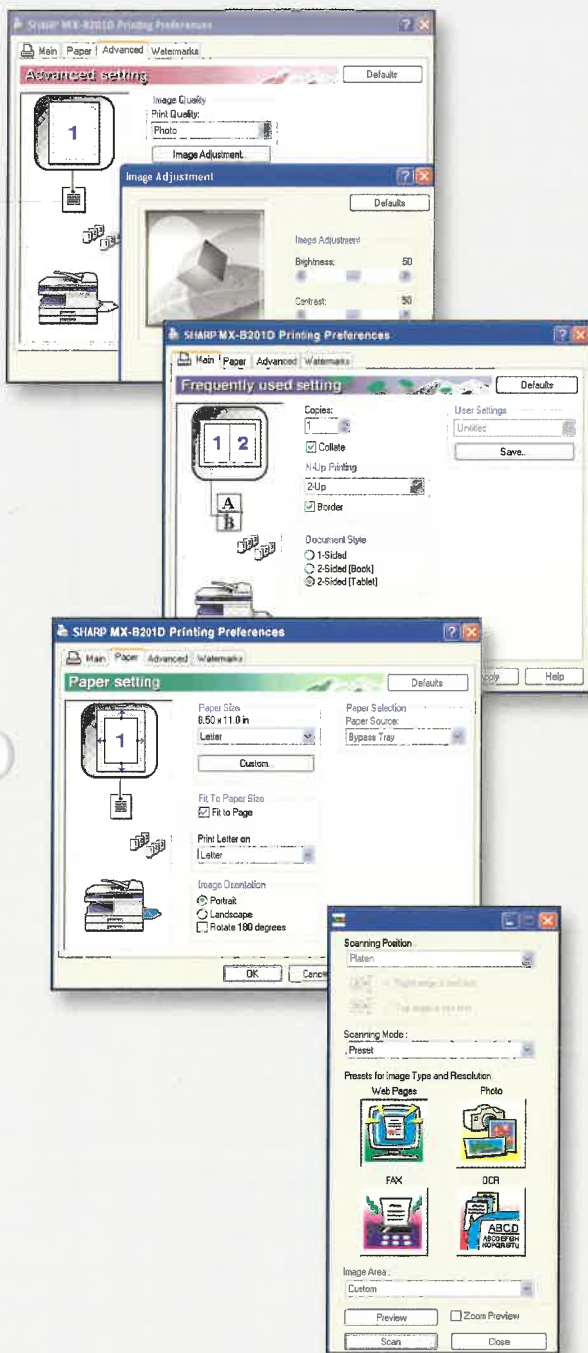 SHARP MX-B201D Printing Preferences
Main Paper Advanced Watermarks
Advanced setting
Defaults
1
Image Quality
Print Quality:
Photo
Image Adjustment...
Image Adjustment
Defaults
Image Adjustment
Brightness: 50
Contrast: 50
SHARP MX-B201D Printing Preferences
Main Paper Advanced Watermarks
Frequently used setting
Defaults
1 2
A
B
Copies:
1
Collate
N-Up Printing
2-Up
Border
Document Style
1-Sided
2-Sided [Book]
2-Sided [Tablet]
User Settings
Untitled
Save...
Help
SHARP MX-B201D Printing Preferences
Main Paper Advanced Watermarks
Paper setting
Defaults
1
Paper Size
8.50 x 11.0 in
Letter
Custom...
Fit To Paper Size
Fit to Page
Print Letter on
Letter
Image Orientation
Portrait
Landscape
Rotate 180 degrees
Paper Selection
Paper Source:
Bypass Tray
OK
Scanning Position
Platen
Scanning Mode :
Preset
Presets for Image Type and Resolution
Web Pages Photo
FAX OCR
ABCD
ABCDEFGH
NOPQRSTU
Image Area :
Custom
Preview
Zoom Preview
Scan Close